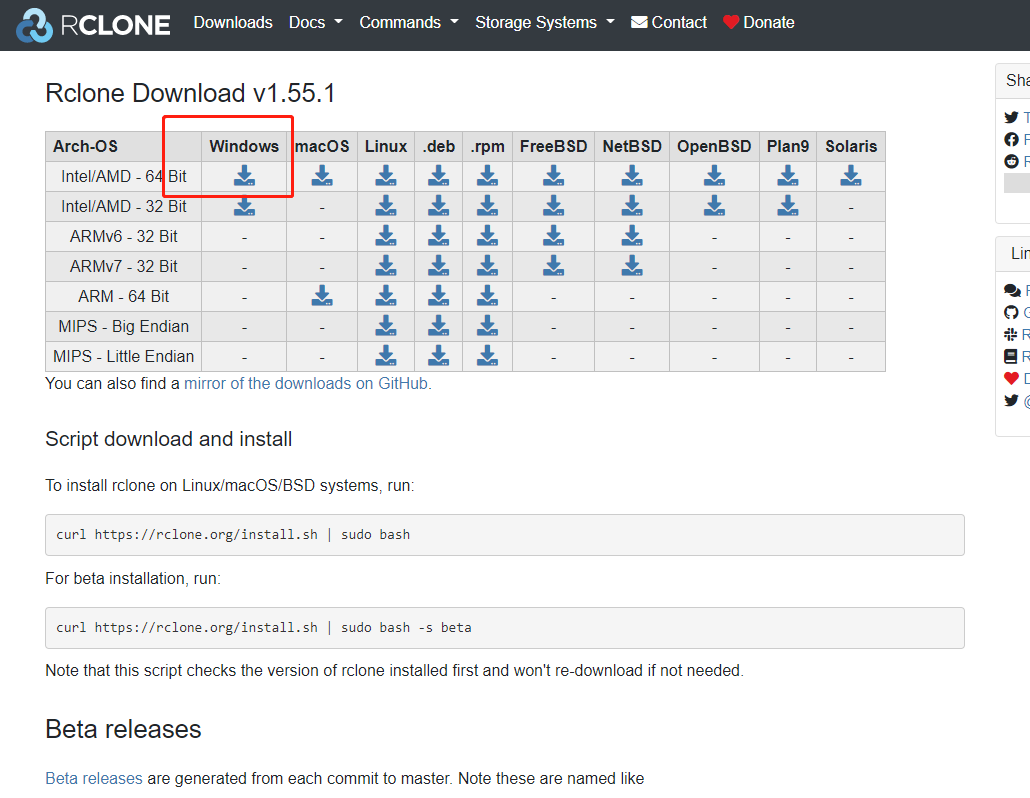 RCLONE Downloads Docs Commands Storage Systems Contact Donate
Rclone Download v1.55.1
Arch-OS Windows macOS Linux .deb .rpm FreeBSD NetBSD OpenBSD Plan9 Solaris
Intel/AMD - 64 Bit
Intel/AMD - 32 Bit - -
ARMv6 - 32 Bit - - - - -
ARMv7 - 32 Bit - - - - -
ARM - 64 Bit - - - - - -
MIPS - Big Endian - - - - - - -
MIPS - Little Endian - - - - - - -
You can also find a mirror of the downloads on GitHub.
Script download and install
To install rclone on Linux/macOS/BSD systems, run:
curl https://rclone.org/install.sh | sudo bash
For beta installation, run:
curl https://rclone.org/install.sh | sudo bash -s beta
Note that this script checks the version of rclone installed first and won't re-download if not needed.
Beta releases
Beta releases are generated from each commit to master. Note these are named like